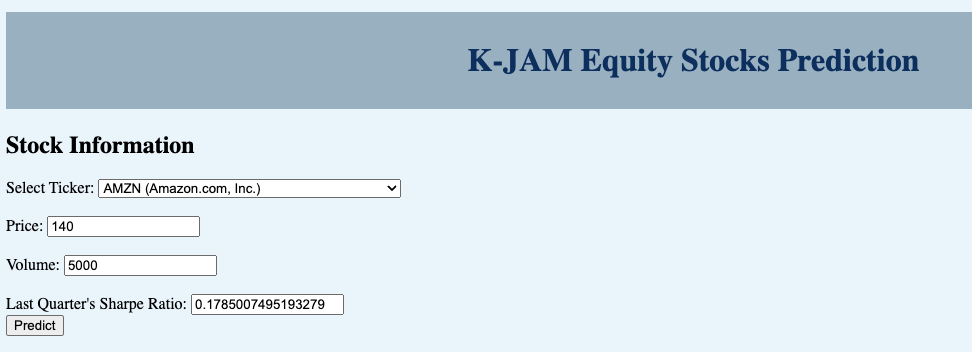 K-JAM Equity Stocks Prediction
Stock Information
Select Ticker: AMZN (Amazon.com, Inc.)
Price: 140
Volume: 5000
Last Quarter's Sharpe Ratio: 0.1785007495193279
Predict